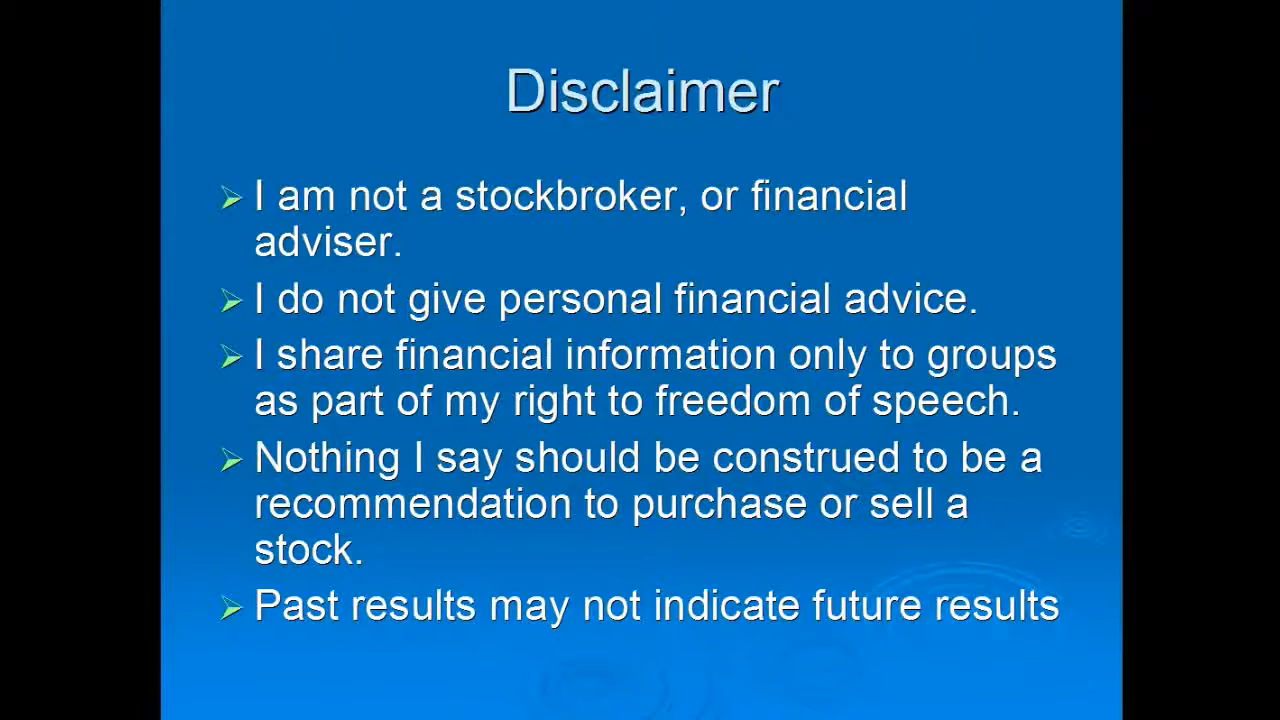 Disclaimer
I am not a stockbroker, or financial
adviser.
I do not give personal financial advice.
I share financial information only to groups
as part of my right to freedom of speech.
Nothing I say should be construed to be a
recommendation to purchase or sell a
stock.
Past results may not indicate future results